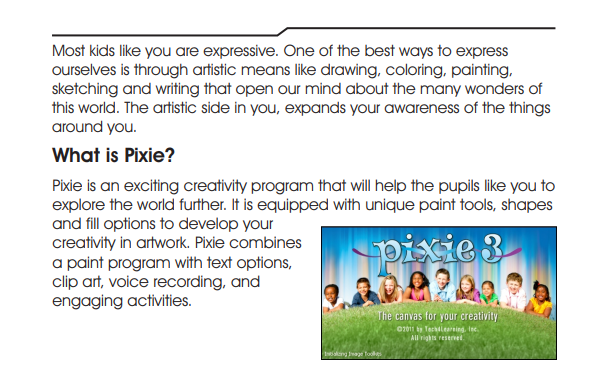 Most kids like you are expressive. One of the best ways to express
ourselves is through artistic means like drawing, coloring, painting,
sketching and writing that open our mind about the many wonders of
this world. The artistic side in you, expands your awareness of the things
around you.
What is Pixie?
Pixie is an exciting creativity program that will help the pupils like you to
explore the world further. It is equipped with unique paint tools, shapes
and fill options to develop your
creativity in artwork. Pixie combines
a paint program with text options,
clip art, voice recording, and
engaging activities.
pixie 3
The canvas for your creativity
©2011 by Tech4Learning, Inc.
All rights reserved.
Initializing Image Toolkits